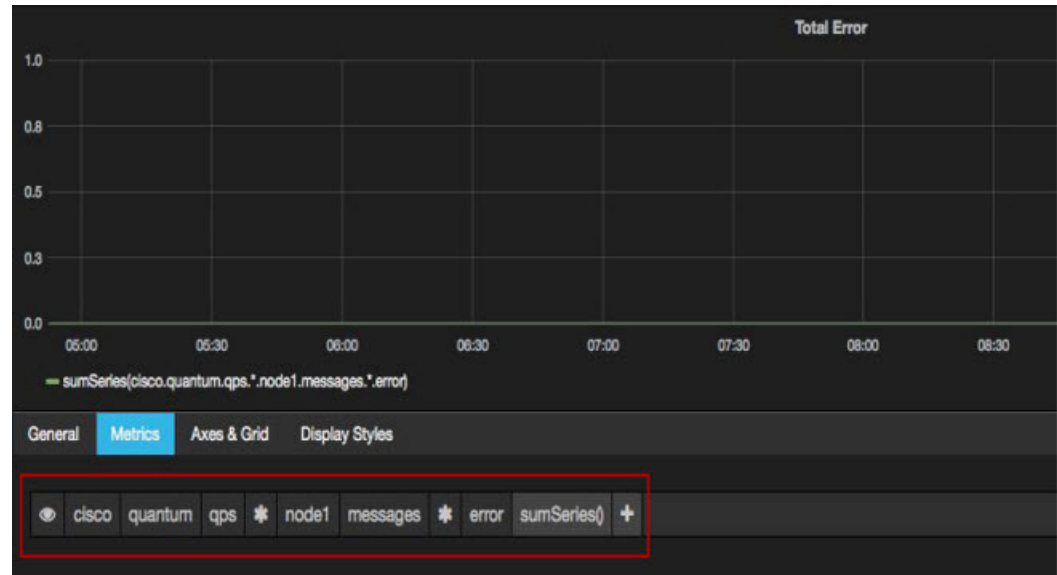 Total Error
1.0
0.8
0.5
0.3
0.0
05:00 05:30 06:00 06:30 07:00 07:30 08:00 08:30
sumSeries(cisco.quantum.qps.*.node1.messages.*.error)
General Metrics Axes & Grid Display Styles
cisco quantum qps * node1 messages * error sumSeries() +